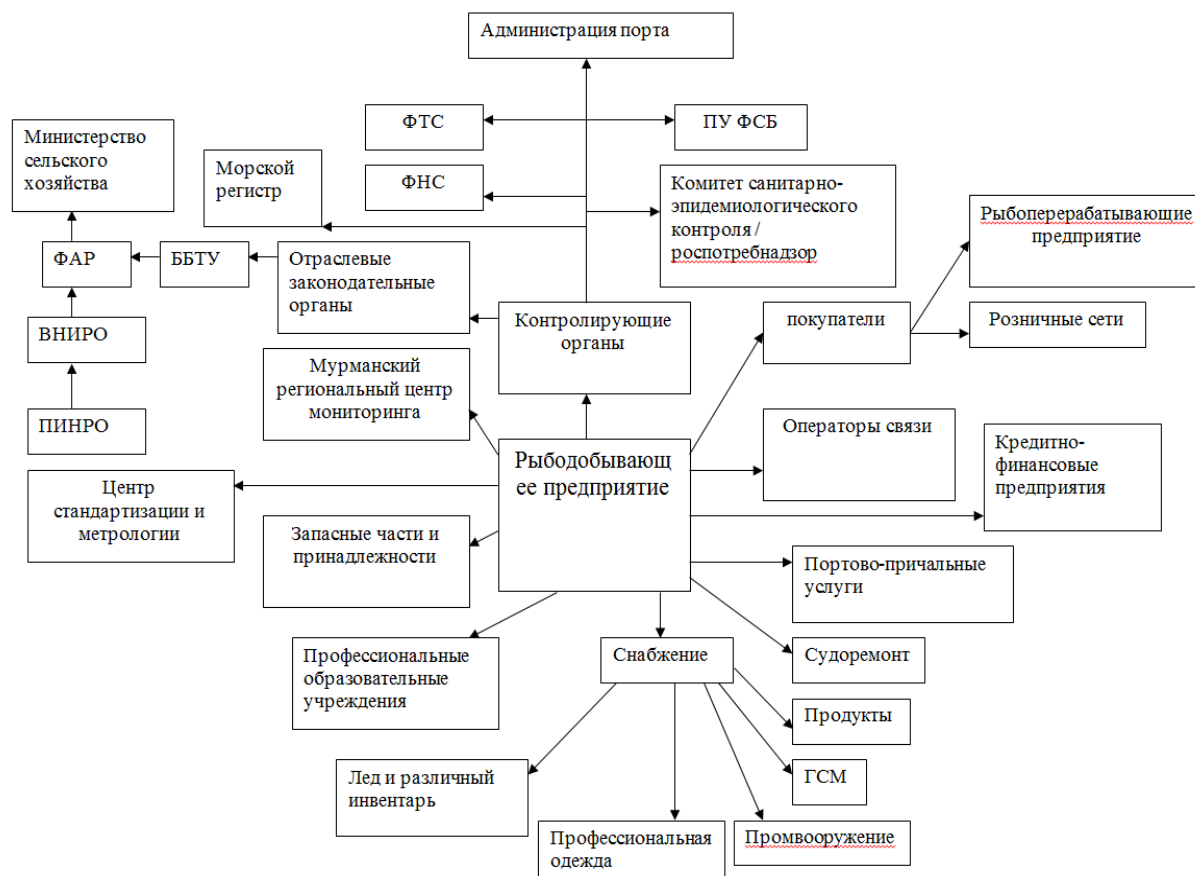 Администрация порта
ФТС
ПУ ФСБ
Министерство
сельского
хозяйства
Морской
регистр
ФНС
Комитет санитарно-
эпидемиологического
контроля /
роспотребнадзор
Рыбоперерабатывающие
предприятие
ФАР
ББТУ
Отраслевые
законодательные
органы
Контролирующие
органы
покупатели
Розничные сети
ВНИРО
Мурманский
региональный центр
мониторинга
ПИНРО
Рыбодобывающ
ее предприятие
Операторы связи
Кредитно-
финансовые
предприятия
Центр
стандартизации и
метрологии
Запасные части и
принадлежности
Портово-причальные
услуги
Профессиональные
образовательные
учреждения
Снабжение
Судоремонт
Продукты
Лед и различный
инвентарь
ГСМ
Профессиональная
одежда
Промвооружение